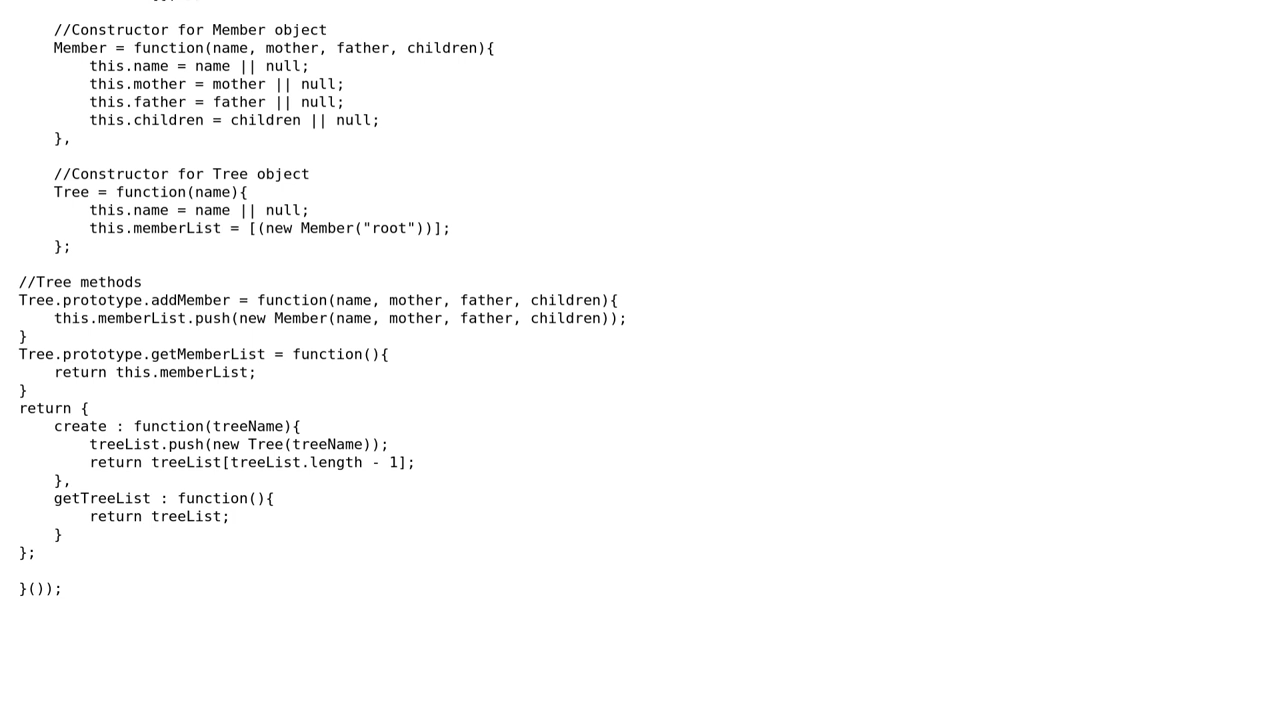 //Constructor for Member object
Member = function(name, mother, father, children){
this.name = name || null;
this.mother = mother || null;
this.father = father || null;
this.children = children || null;
},
//Constructor for Tree object
Tree = function(name){
this.name = name || null;
this.memberList = [(new Member("root"))];
};
//Tree methods
Tree.prototype.addMember = function(name, mother, father, children){
this.memberList.push(new Member(name, mother, father, children));
}
Tree.prototype.getMemberList = function(){
return this.memberList;
}
return {
create : function(treeName){
treeList.push(new Tree(treeName));
return treeList[treeList.length - 1];
},
getTreeList : function(){
return treeList;
}
};
}());